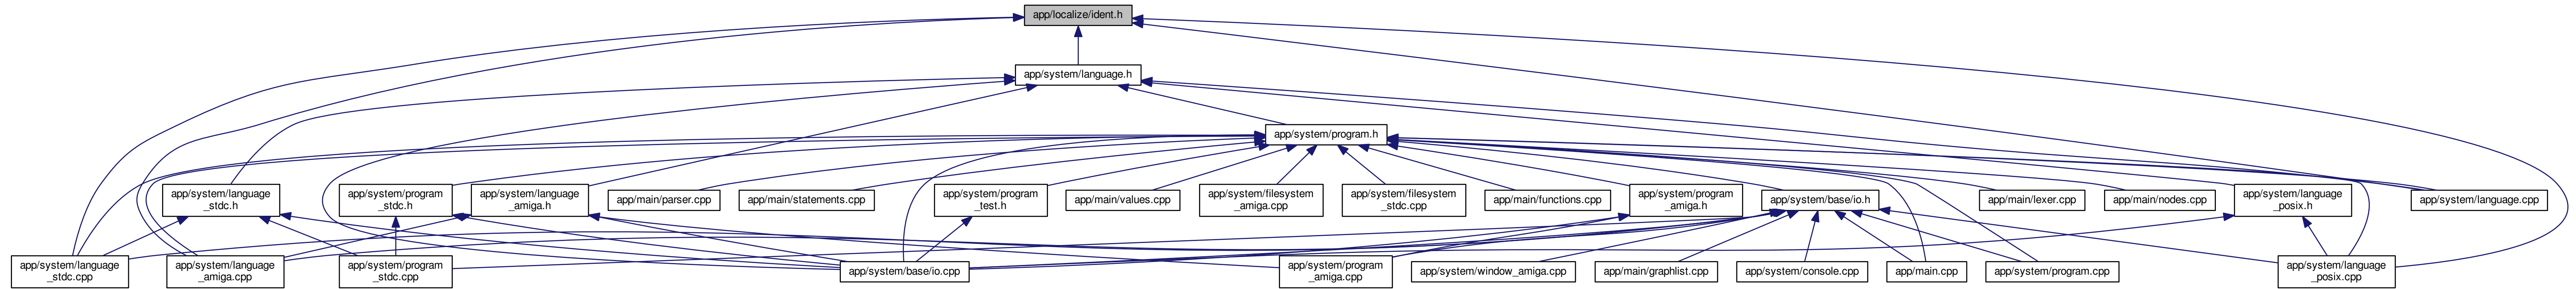 app/localize/ident.h
app/system/language.h
app/system/program.h
app/system/language
_stdc.h
app/system/program
_stdc.h
app/system/language
_amiga.h
app/main/parser.cpp
app/main/statements.cpp
app/system/program
_test.h
app/main/values.cpp
app/system/filesystem
_amiga.cpp
app/system/filesystem
_stdc.cpp
app/main/functions.cpp
app/system/program
_amiga.h
app/system/base/io.h
app/main/lexer.cpp
app/main/nodes.cpp
app/system/language
_posix.h
app/system/language.cpp
app/system/language
_stdc.cpp
app/system/language
_amiga.cpp
app/system/program
_stdc.cpp
app/system/base/io.cpp
app/system/program
_amiga.cpp
app/system/window_amiga.cpp
app/main/graphlist.cpp
app/system/console.cpp
app/main.cpp
app/system/program.cpp
app/system/language
_posix.cpp